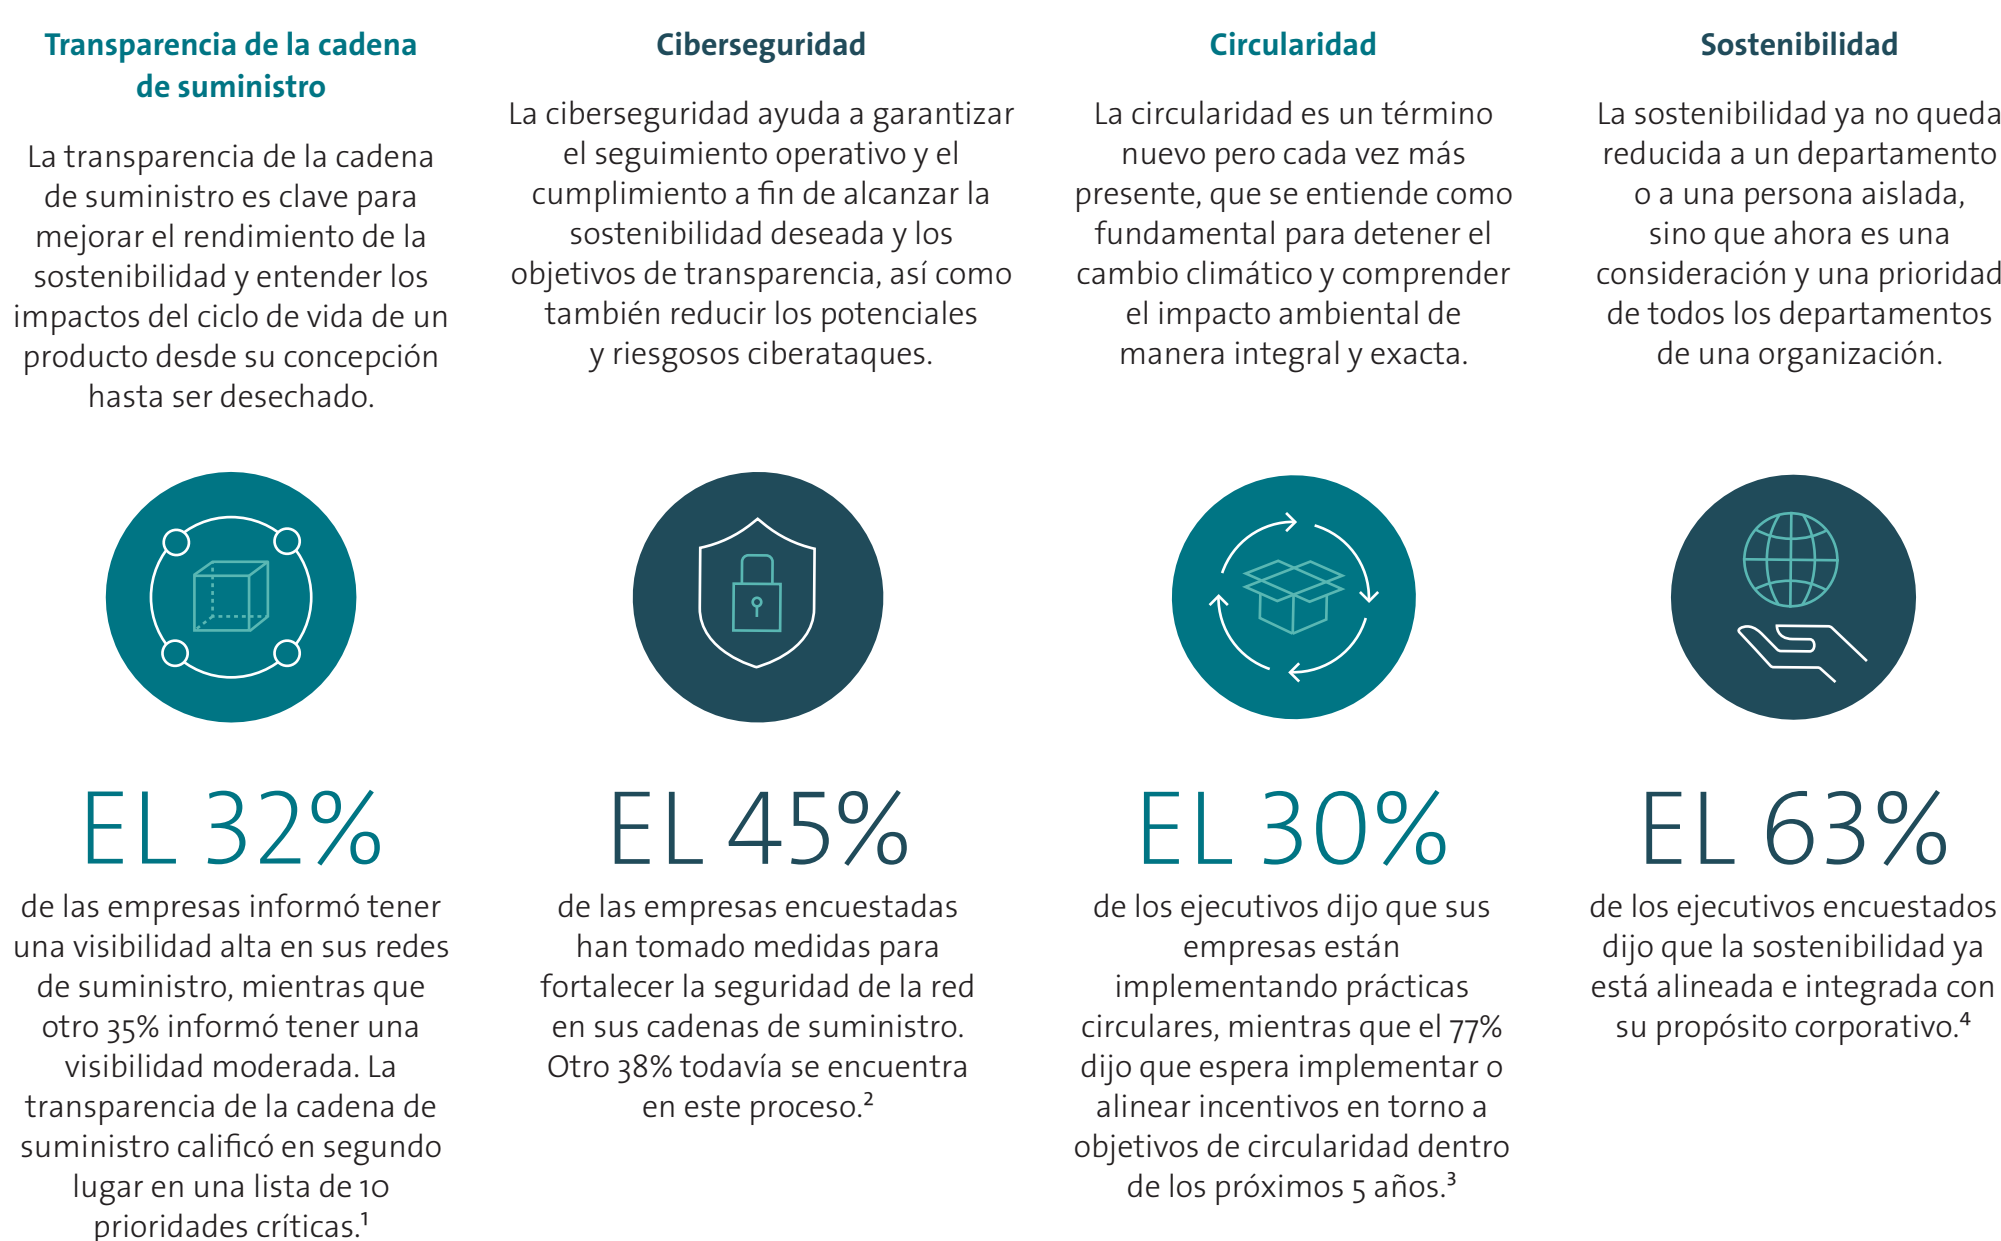 Transparencia de la cadena
de suministro
La transparencia de la cadena
de suministro es clave para
mejorar el rendimiento de la
sostenibilidad y entender los
impactos del ciclo de vida de un
producto desde su concepción
hasta ser desechado.
EL 32%
de las empresas informó tener
una visibilidad alta en sus redes
de suministro, mientras que
otro 35% informó tener una
visibilidad moderada. La
transparencia de la cadena de
suministro calificó en segundo
lugar en una lista de 10
prioridades críticas.¹
Ciberseguridad
La ciberseguridad ayuda a garantizar
el seguimiento operativo y el
cumplimiento a fin de alcanzar la
sostenibilidad deseada y los
objetivos de transparencia, así como
también reducir los potenciales
y riesgosos ciberataques.
EL 45%
de las empresas encuestadas
han tomado medidas para
fortalecer la seguridad de la red
en sus cadenas de suministro.
Otro 38% todavía se encuentra
en este proceso.²
Circularidad
La circularidad es un término
nuevo pero cada vez más
presente, que se entiende como
fundamental para detener el
cambio climático y comprender
el impacto ambiental de
manera integral y exacta.
EL 30%
de los ejecutivos dijo que sus
empresas están
implementando prácticas
circulares, mientras que el 77%
dijo que espera implementar o
alinear incentivos en torno a
objetivos de circularidad dentro
de los próximos 5 años.³
Sostenibilidad
La sostenibilidad ya no queda
reducida a un departamento
o a una persona aislada,
sino que ahora es una
consideración y una prioridad
de todos los departamentos
de una organización.
EL 63%
de los ejecutivos encuestados
dijo que la sostenibilidad ya
está alineada e integrada con
su propósito corporativo.⁴